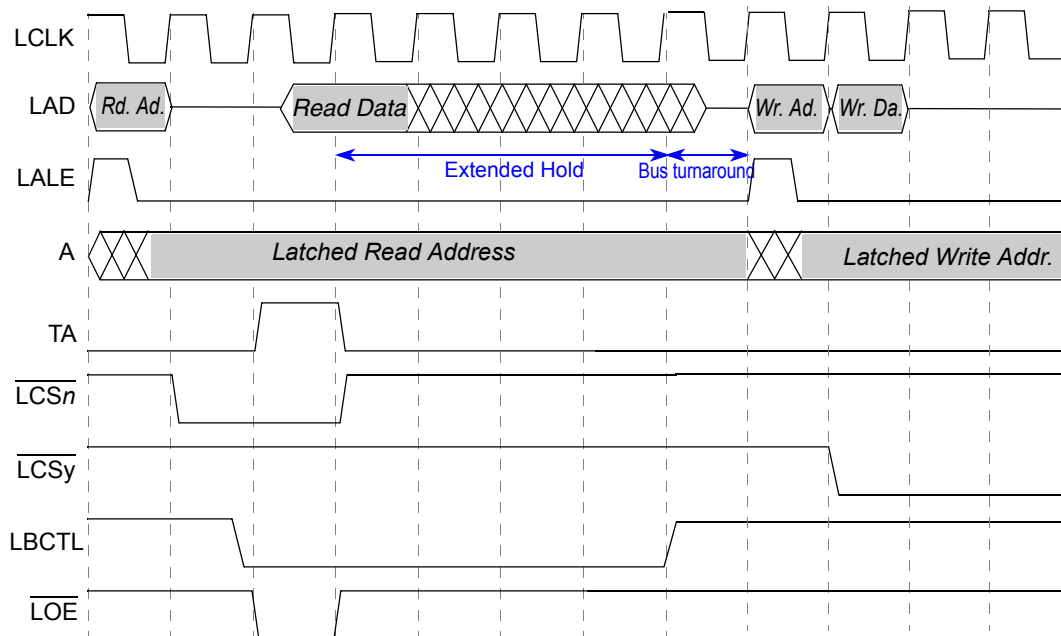 LCLK
LAD Rd. Ad. Read Data Wr. Ad. Wr. Da.
Extended Hold Bus turnaround
LALE
A Latched Read Address Latched Write Addr.
TA
LCSn
LCSy
LBCTL
LOE